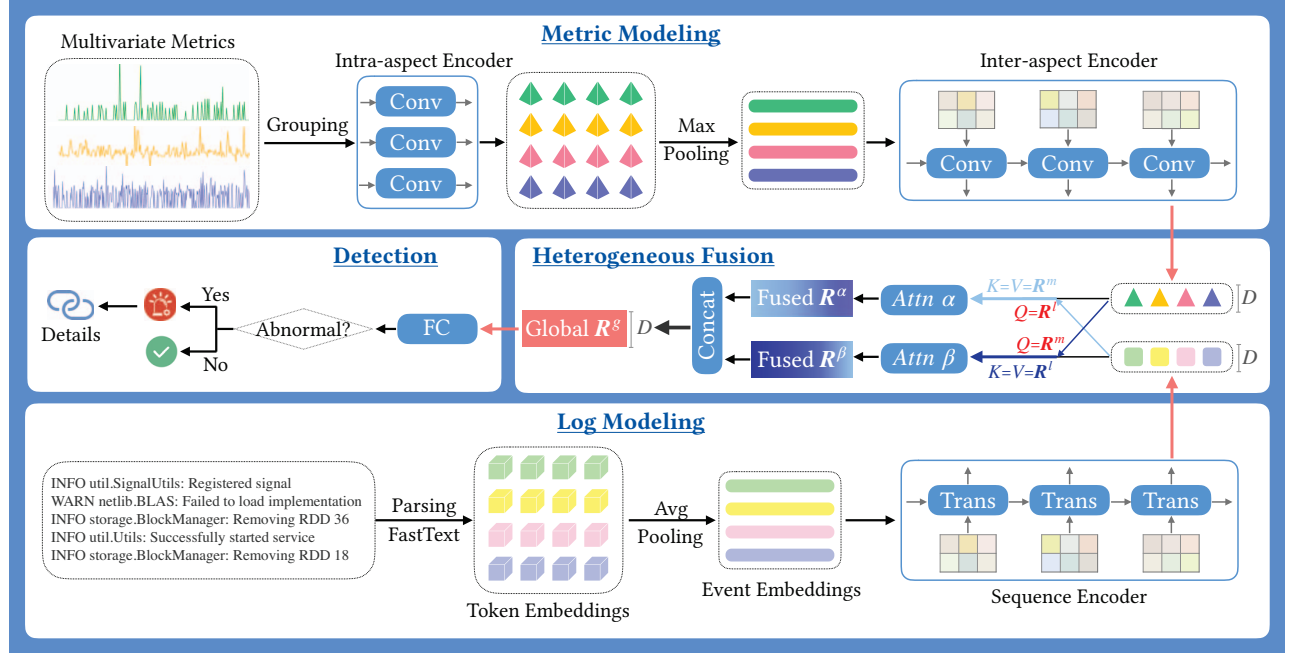 Metric Modeling
Multivariate Metrics
Grouping
Intra-aspect Encoder
Conv
Conv
Conv
Max
Pooling
Inter-aspect Encoder
Conv
Conv
Conv
Detection
Details
Yes
No
Abnormal?
FC
Heterogeneous Fusion
Global R^g
D
Concat
Fused R^α
Fused R^β
Attn α
Attn β
K=V=R^m
Q=R^l
Q=R^m
K=V=R^l
D
D
Log Modeling
INFO util.SignalUtils: Registered signal
WARN netlib.BLAS: Failed to load implementation
INFO storage.BlockManager: Removing RDD 36
INFO util.Utils: Successfully started service
INFO storage.BlockManager: Removing RDD 18
Parsing
FastText
Token Embeddings
Avg
Pooling
Event Embeddings
Trans
Trans
Trans
Sequence Encoder